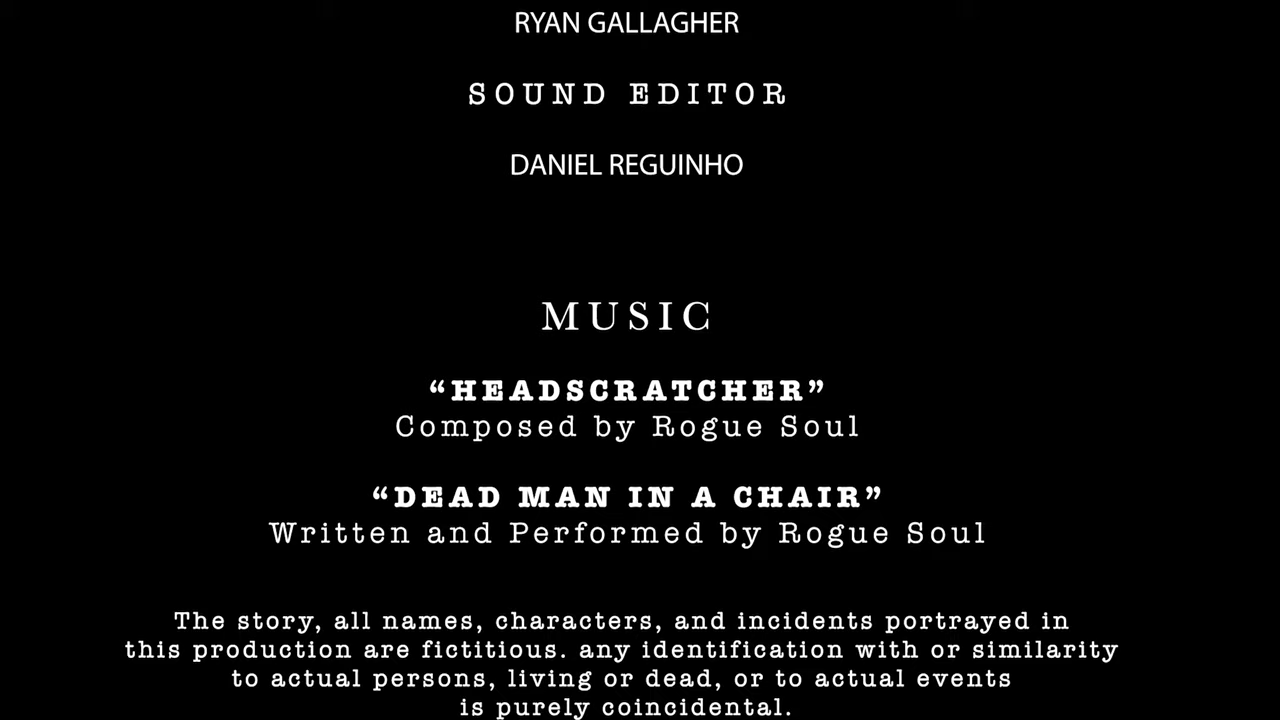 RYAN GALLAGHER
SOUND EDITOR
DANIEL REGUINHO
MUSIC
“HEADSCRATCHER”
Composed by Rogue Soul
“DEAD MAN IN A CHAIR”
Written and Performed by Rogue Soul
The story, all names, characters, and incidents portrayed in
this production are fictitious. any identification with or similarity
to actual persons, living or dead, or to actual events
is purely coincidental.